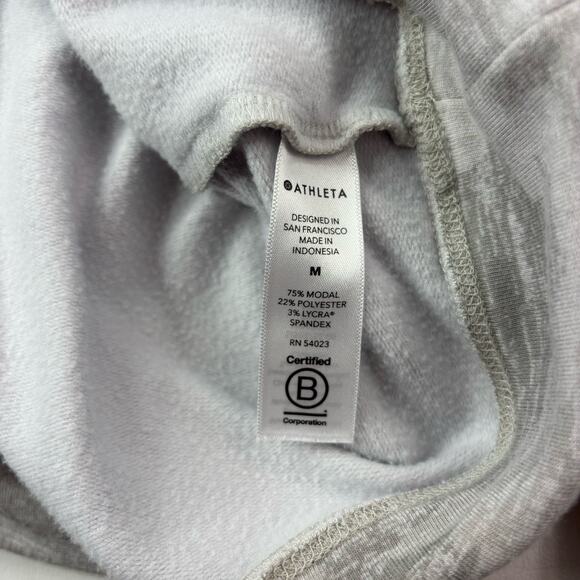 ATHLETA
DESIGNED IN
SAN FRANCISCO
MADE IN
INDONESIA
M
75% MODAL
22% POLYESTER
3% LYCRA®
SPANDEX
RN 54023
Certified
B
Corporation